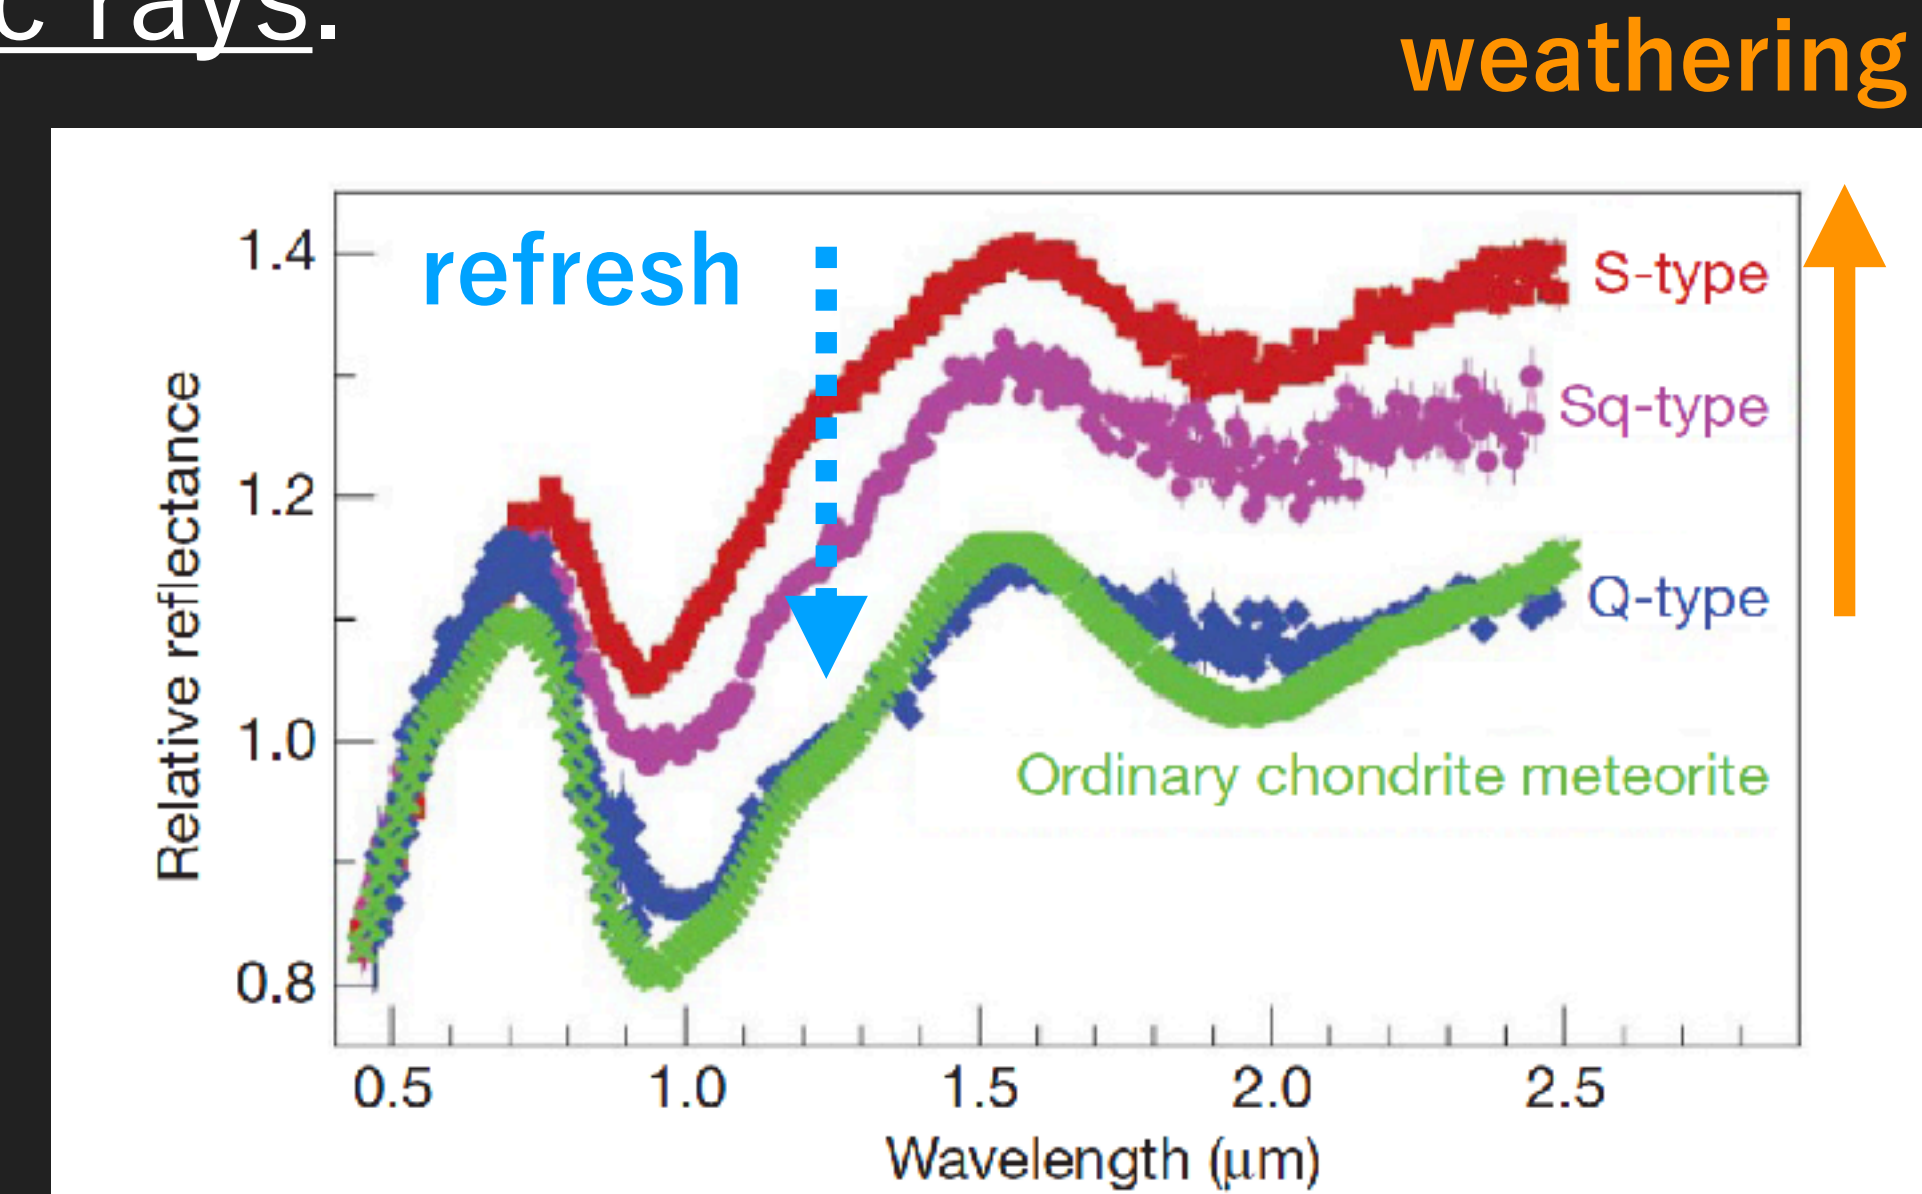 c rays.
weathering
refresh
S-type
Sq-type
Q-type
Ordinary chondrite meteorite
Relative reflectance
1.4
1.2
1.0
0.8
0.5 1.0 1.5 2.0 2.5
Wavelength (μm)